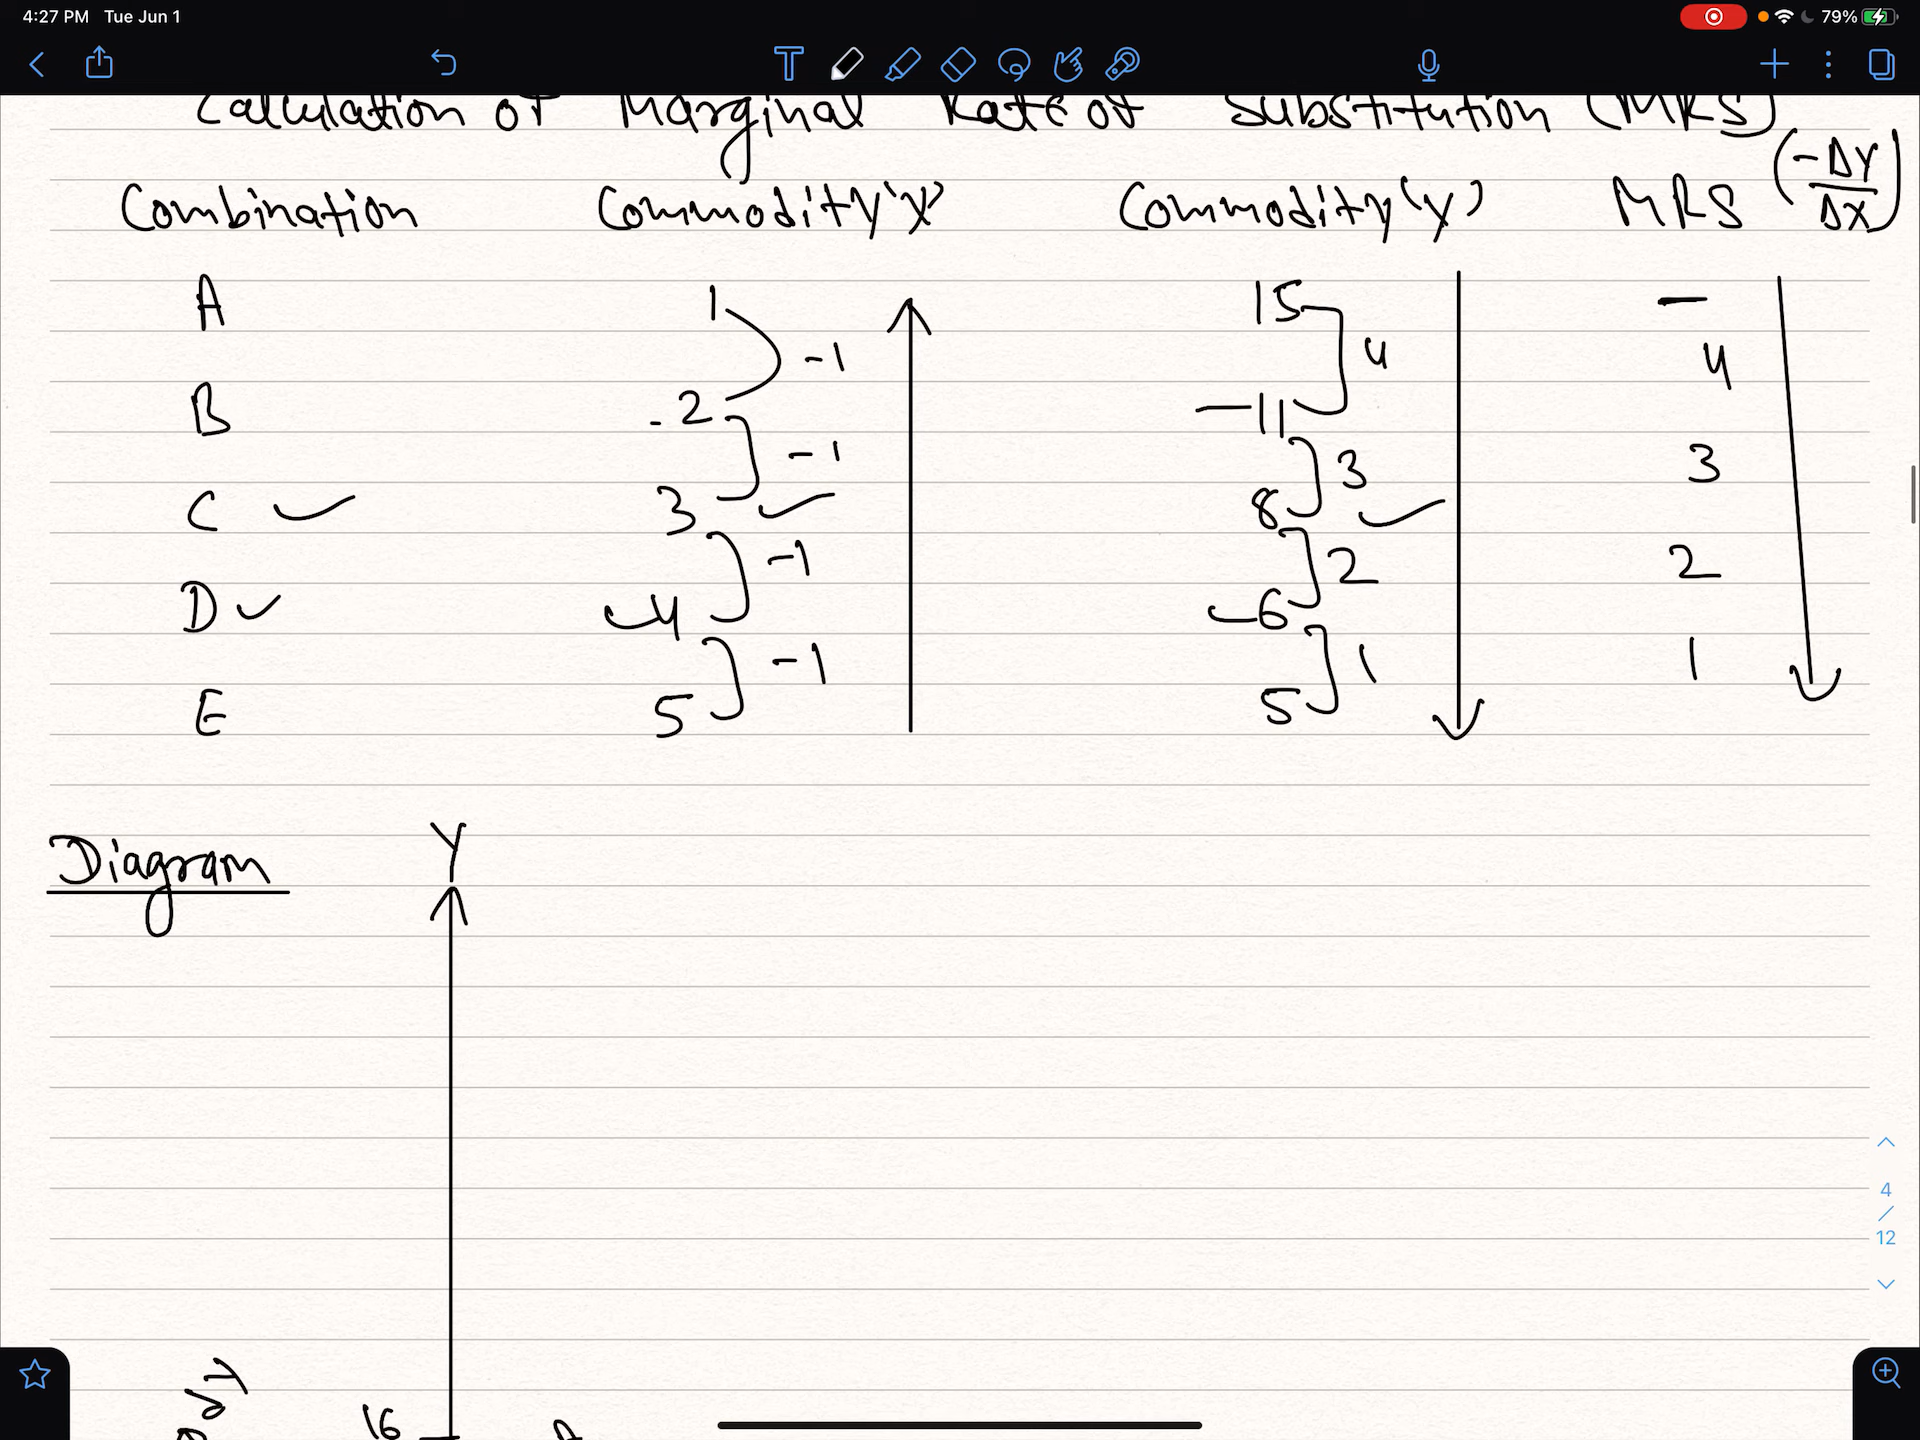 4:27 PM Tue Jun 1 79%
Calculation of Marginal Rate of Substitution (MRS)
Combination Commodity 'X' Commodity 'Y' MRS (-ΔY/ΔX)
A 1 15 -
-1 4 4
B -2 -11
-1 3 3
C ✓ 3 ✓ 8 ✓
-1 2 2
D ✓ 4 6
-1 1 1
E 5 5
Diagram Y
4
/
12
16